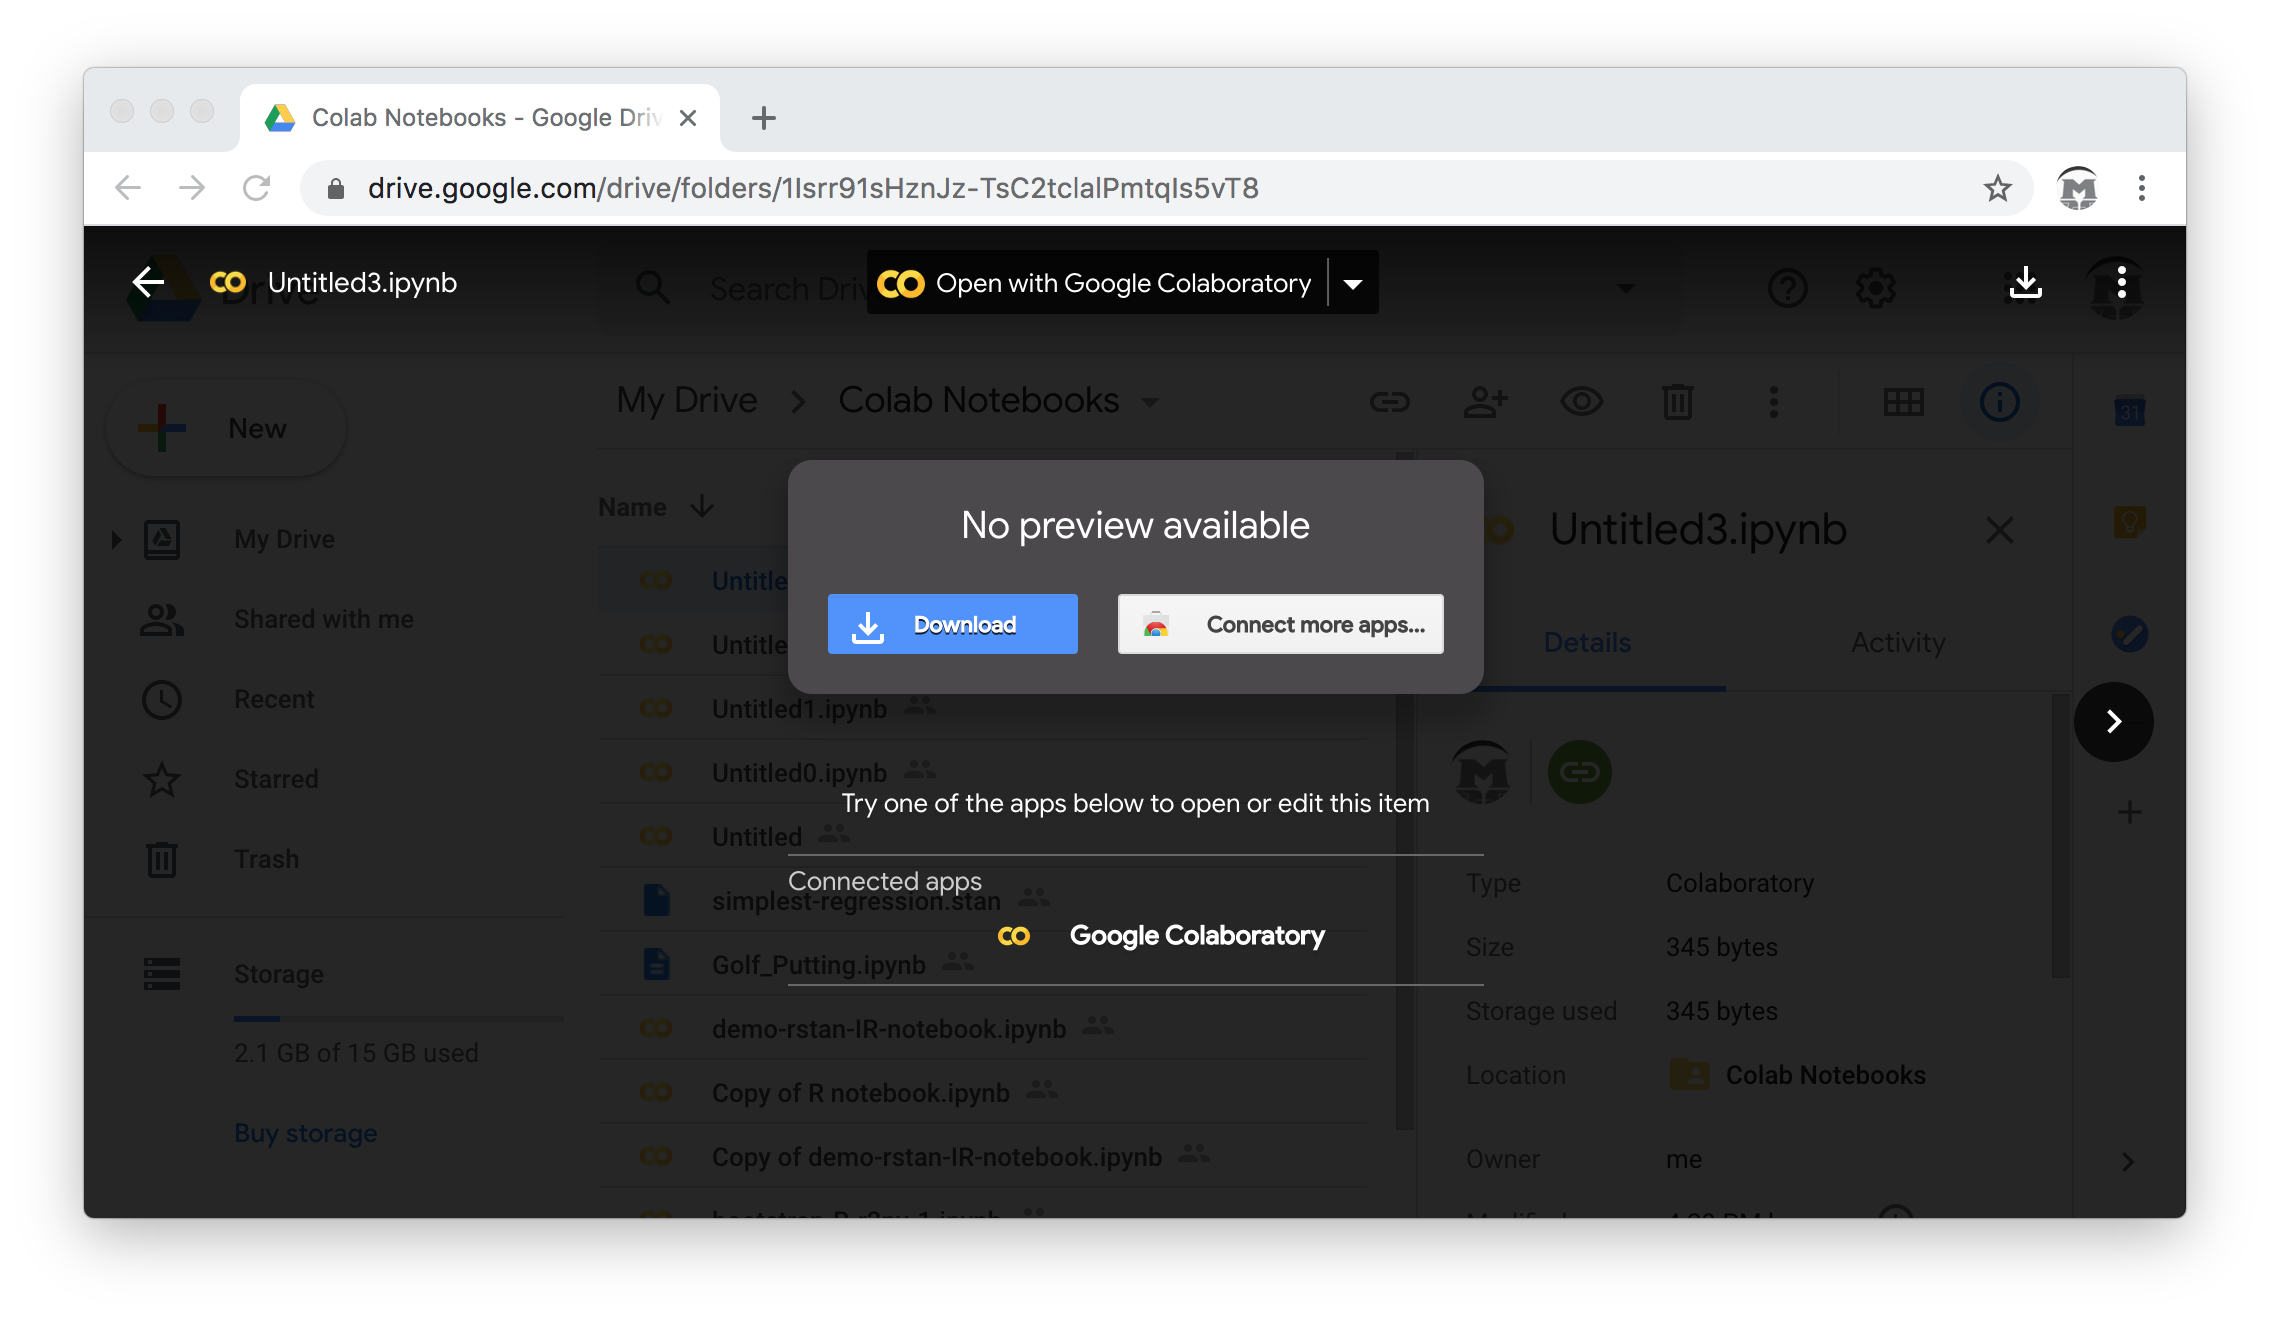 Colab Notebooks - Google Driv
drive.google.com/drive/folders/1Isrr91sHznJz-TsC2tclalPmtqIs5vT8
Untitled3.ipynb
Drive
Search Driv
Open with Google Colaboratory
New
My Drive
Shared with me
Recent
Starred
Trash
Storage
2.1 GB of 15 GB used
Buy storage
My Drive
Colab Notebooks
Name
Untitle
Untitle
Untitled1.ipynb
Untitled0.ipynb
Untitled
simplest-regression.stan
Golf_Putting.ipynb
demo-rstan-IR-notebook.ipynb
Copy of R notebook.ipynb
Copy of demo-rstan-IR-notebook.ipynb
No preview available
Download
Connect more apps...
Try one of the apps below to open or edit this item
Connected apps
Google Colaboratory
Untitled3.ipynb
Details
Activity
Type
Colaboratory
Size
345 bytes
Storage used
345 bytes
Location
Colab Notebooks
Owner
me
31